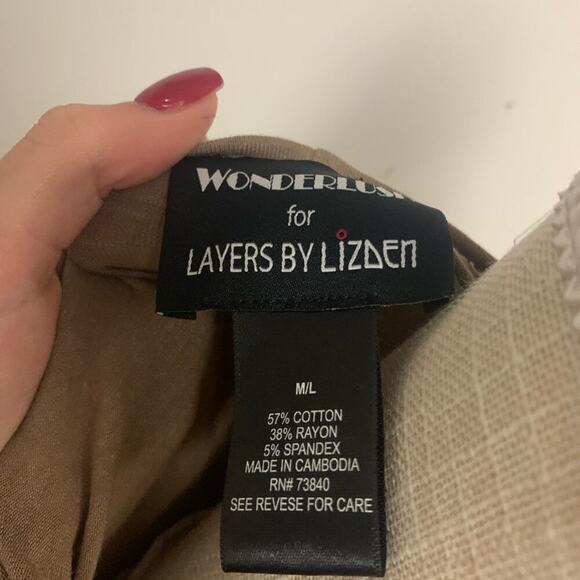 WONDERLUST
for
LAYERS BY LizDEN
M/L
57% COTTON
38% RAYON
5% SPANDEX
MADE IN CAMBODIA
RN# 73840
SEE REVESE FOR CARE